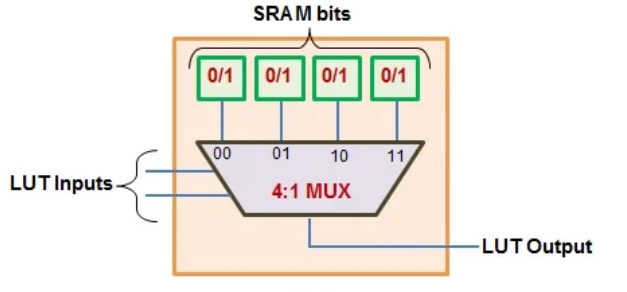 SRAM bits
0/1 0/1 0/1 0/1
00 01 10 11
LUT Inputs
4:1 MUX
LUT Output